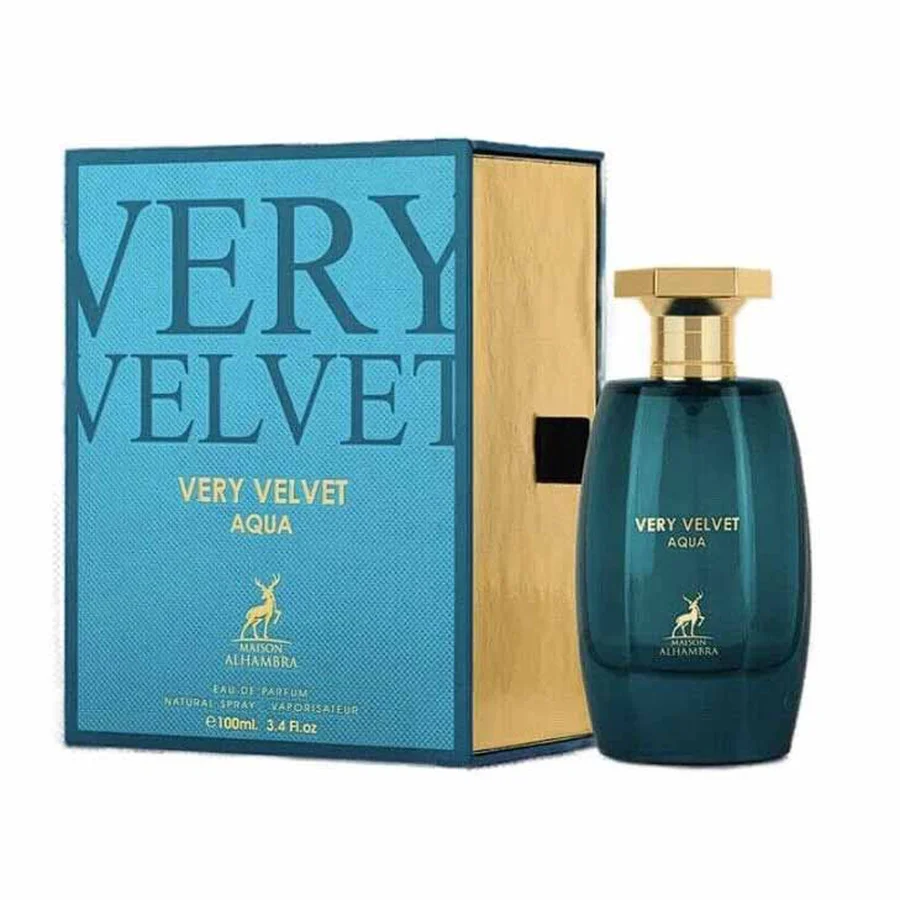 VERY
VELVET
VERY VELVET
AQUA
MAISON
ALHAMBRA
EAU DE PARFUM
NATURAL SPRAY VAPORISATEUR
℮100ml. 3.4 Fl.oz
VERY VELVET
AQUA
MAISON
ALHAMBRA